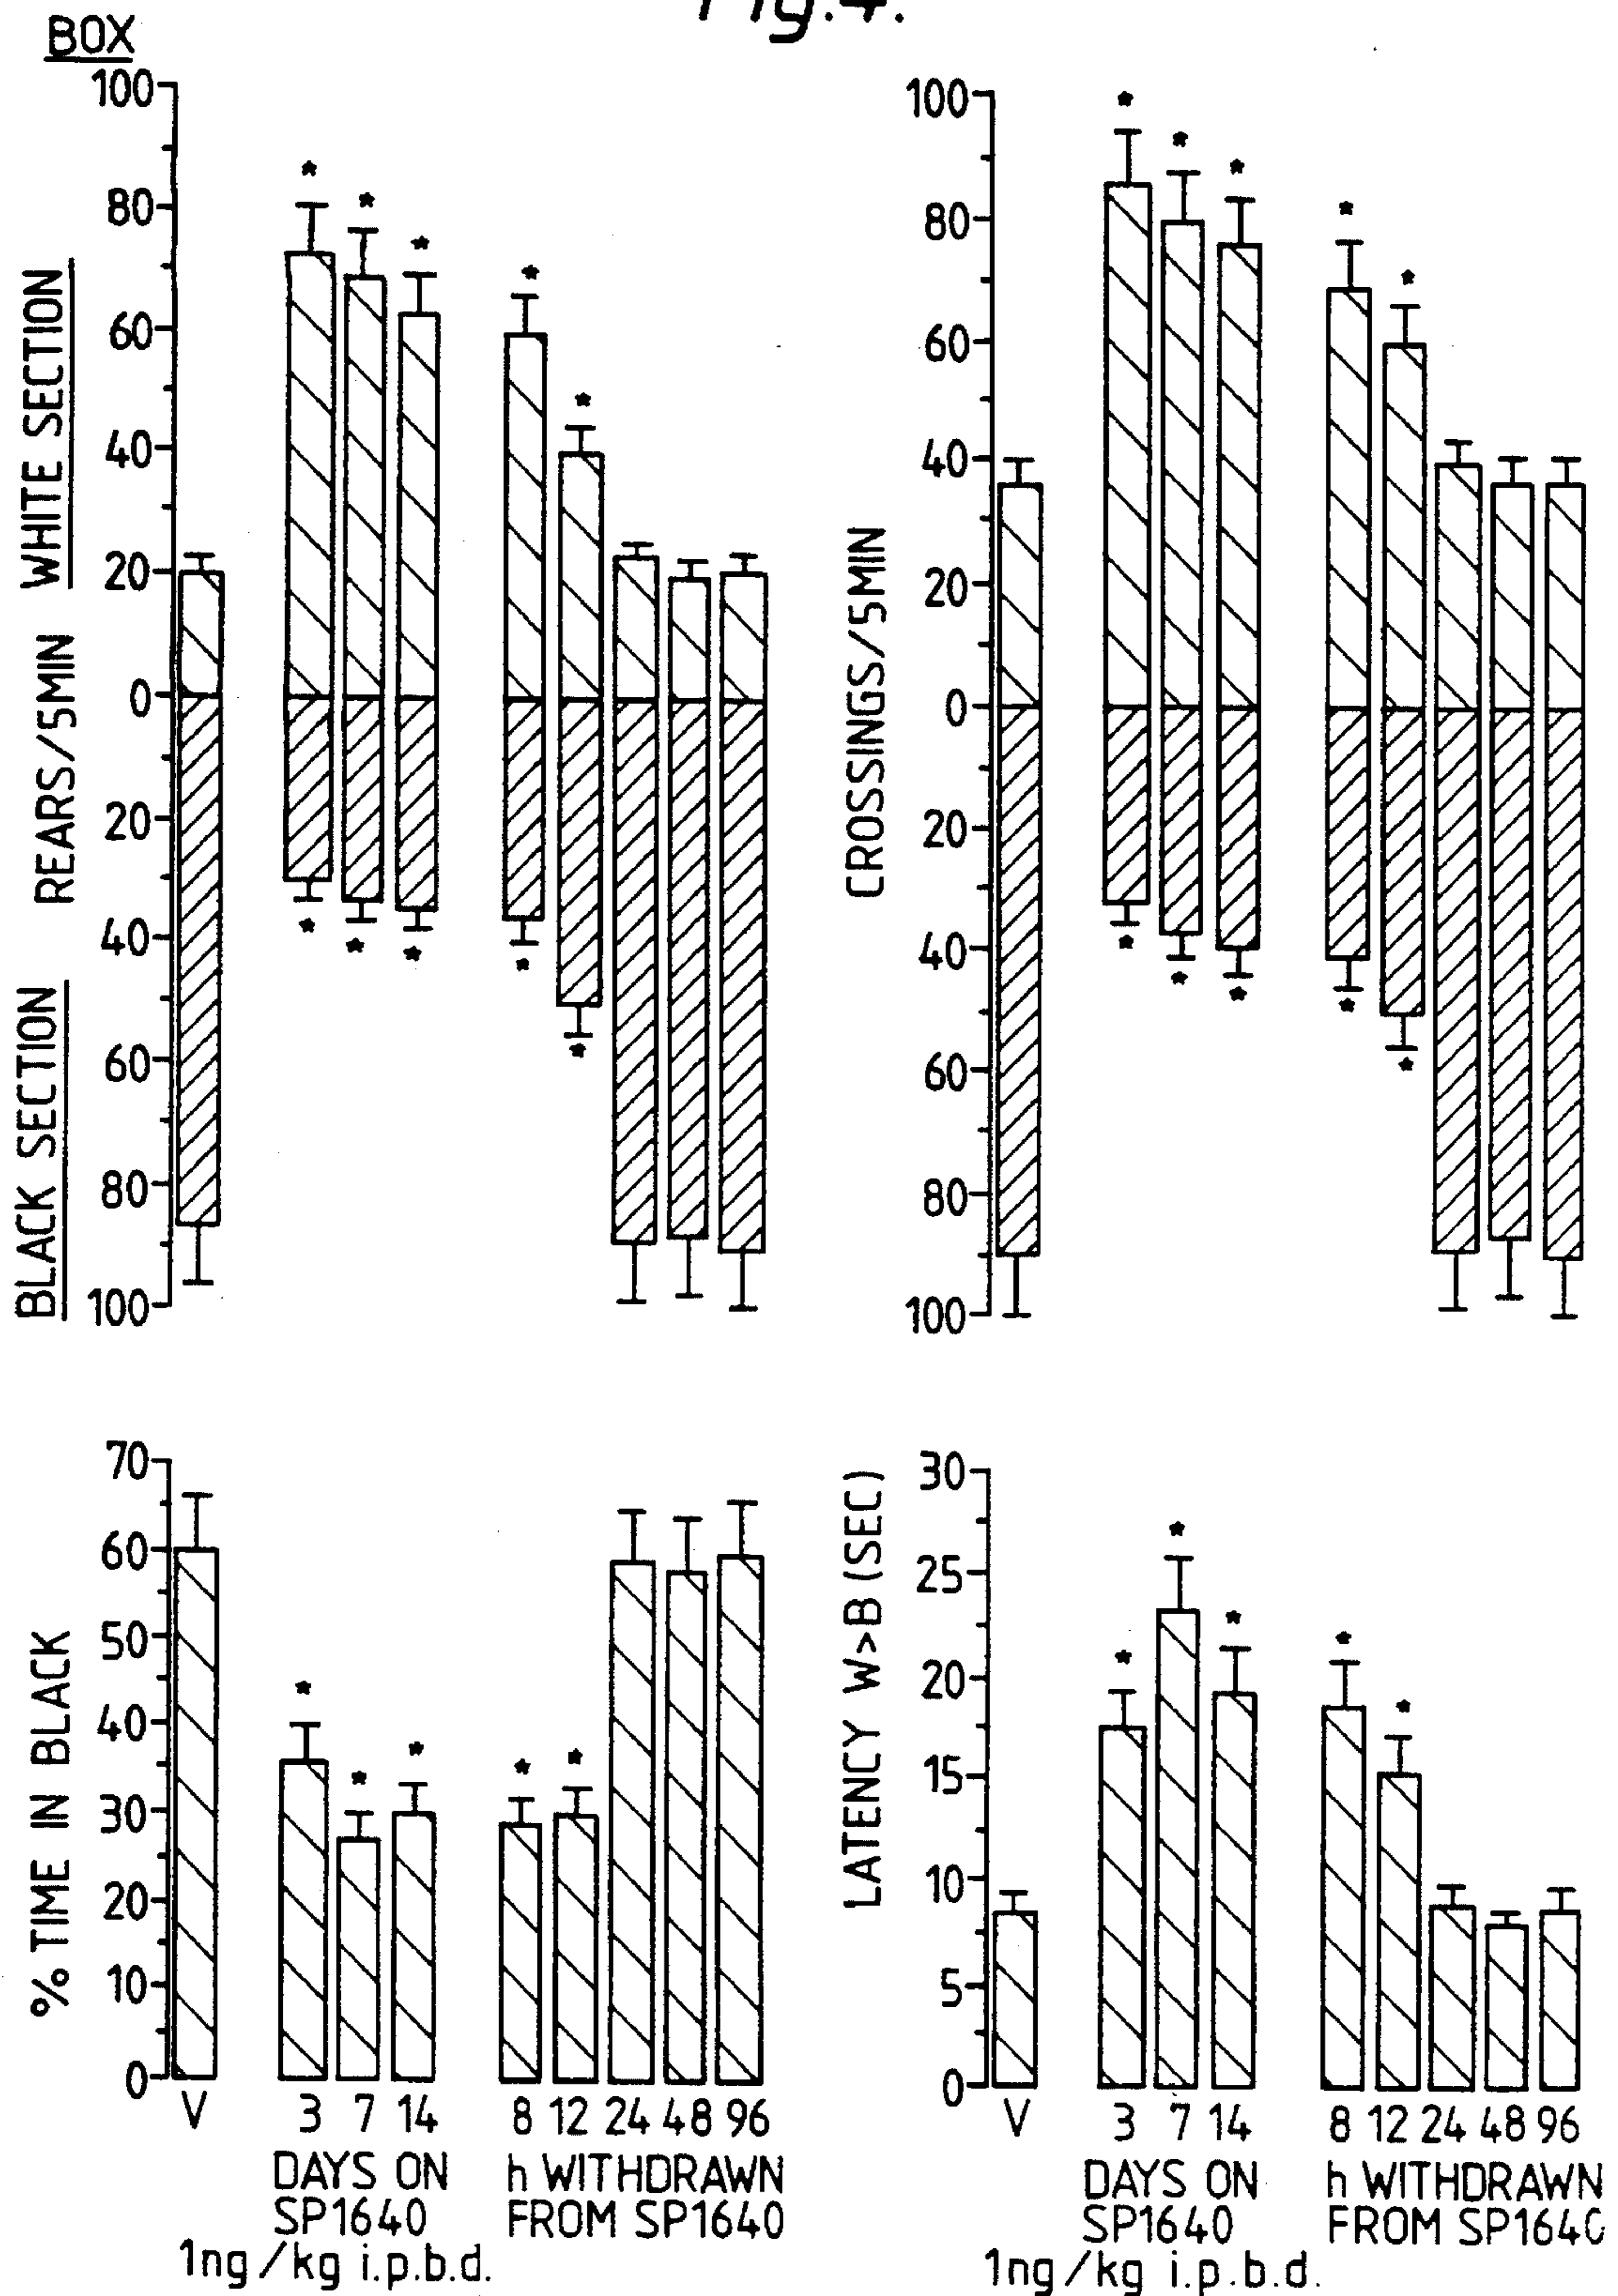 Fig.4.
BOX
WHITE SECTION
REARS/5MIN
BLACK SECTION
100
80
60
40
20
0
20
40
60
80
100
* * * * *
* * * * *
CROSSINGS/5MIN
100
80
60
40
20
0
20
40
60
80
100
* * * * *
* * * * *
% TIME IN BLACK
70
60
50
40
30
20
10
0
* * * * *
V 3 7 14 8 12 24 48 96
DAYS ON h WITHDRAWN
SP1640 FROM SP1640
1ng/kg i.p.b.d.
LATENCY W>B (SEC)
30
25
20
15
10
5
0
* * * * *
V 3 7 14 8 12 24 48 96
DAYS ON h WITHDRAWN
SP1640 FROM SP1640
1ng/kg i.p.b.d.